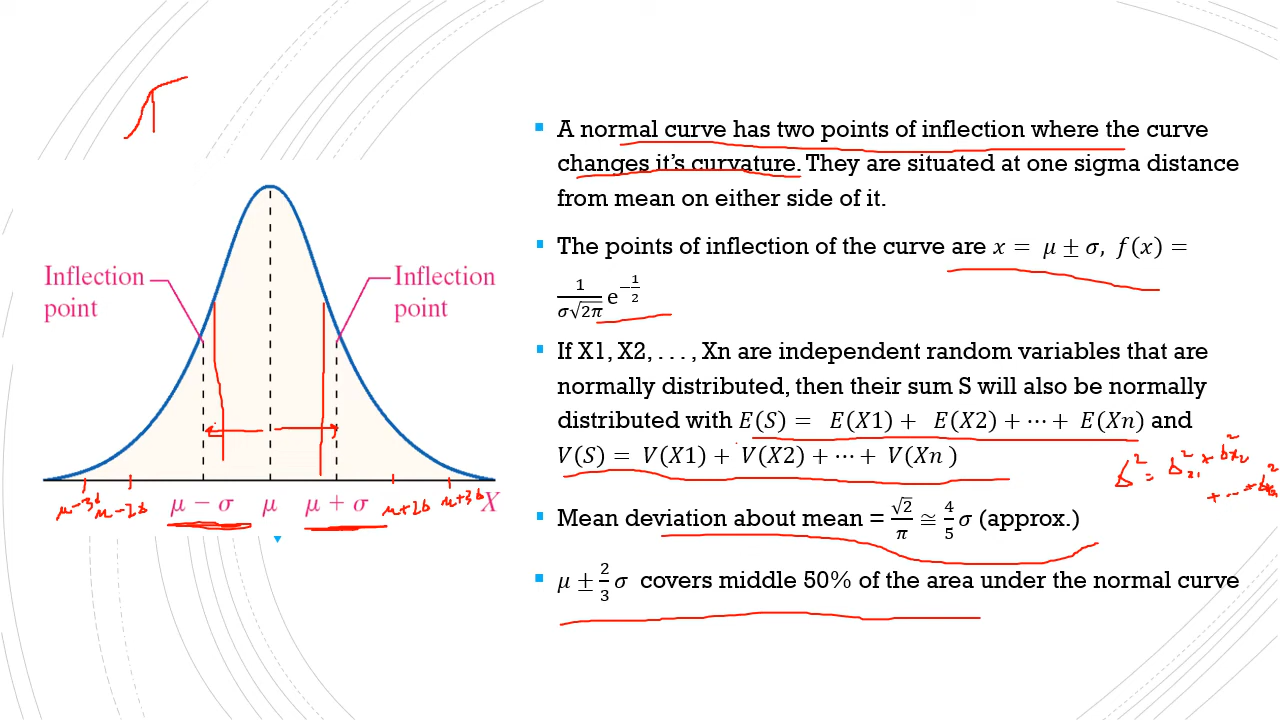 Inflection
point
Inflection
point
μ-3σ
μ-2σ
μ − σ
μ
μ + σ
μ+2σ
μ+3σ
X
▪ A normal curve has two points of inflection where the curve
changes it's curvature. They are situated at one sigma distance
from mean on either side of it.
▪ The points of inflection of the curve are x = μ ± σ, f(x) =
1/(σ√2π) e^(−1/2)
▪ If X1, X2, . . . , Xn are independent random variables that are
normally distributed, then their sum S will also be normally
distributed with E(S) = E(X1) + E(X2) + ⋯ + E(Xn) and
V(S) = V(X1) + V(X2) + ⋯ + V(Xn)
▪ Mean deviation about mean = √2/π ≅ 4/5 σ (approx.)
▪ μ ± 2/3 σ covers middle 50% of the area under the normal curve